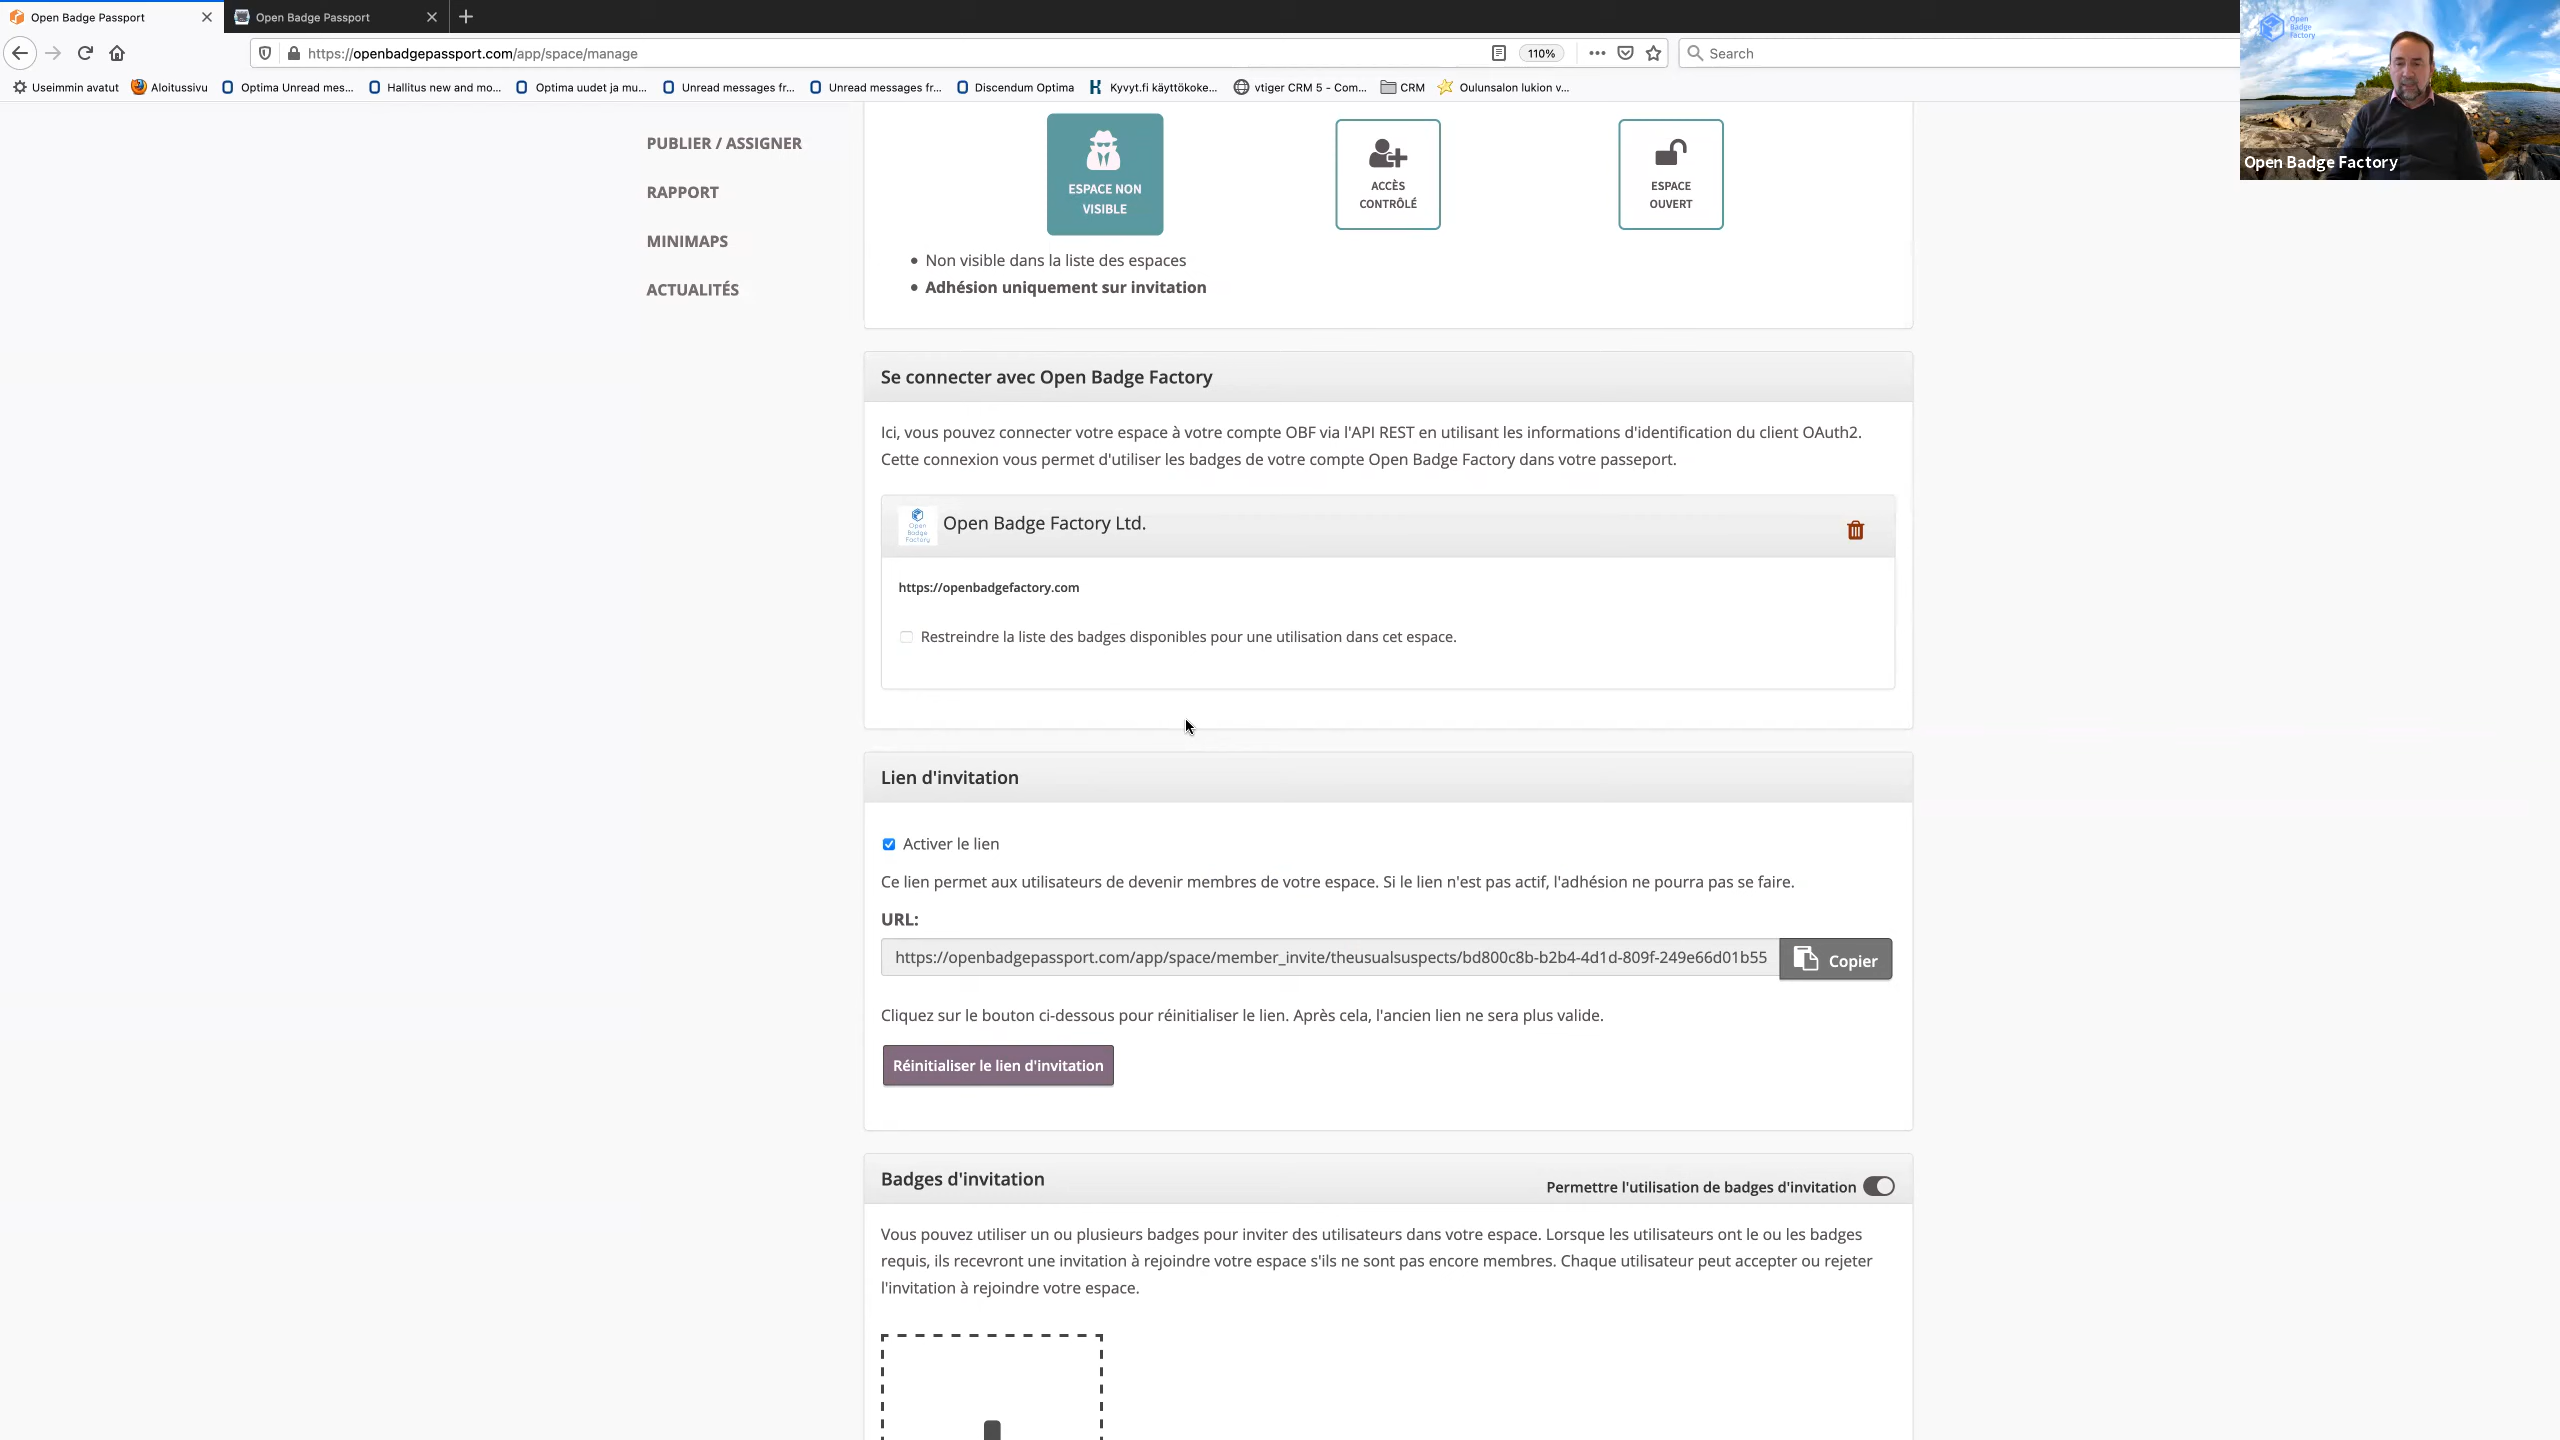 Open Badge Passport
Open Badge Passport
https://openbadgepassport.com/app/space/manage
110%
Search
Useimmin avatut
Aloitussivu
Optima Unread mes...
Hallitus new and mo...
Optima uudet ja mu...
Unread messages fr...
Unread messages fr...
Discendum Optima
Kyvyt.fi käyttökoke...
vtiger CRM 5 - Com...
CRM
Oulunsalon lukion v...
Open
Badge
Factory
Open Badge Factory
PUBLIER / ASSIGNER
RAPPORT
MINIMAPS
ACTUALITÉS
ESPACE NON
VISIBLE
ACCÈS
CONTRÔLÉ
ESPACE
OUVERT
Non visible dans la liste des espaces
Adhésion uniquement sur invitation
Se connecter avec Open Badge Factory
Ici, vous pouvez connecter votre espace à votre compte OBF via l'API REST en utilisant les informations d'identification du client OAuth2.
Cette connexion vous permet d'utiliser les badges de votre compte Open Badge Factory dans votre passeport.
Open
Badge
Factory
Open Badge Factory Ltd.
https://openbadgefactory.com
Restreindre la liste des badges disponibles pour une utilisation dans cet espace.
Lien d'invitation
Activer le lien
Ce lien permet aux utilisateurs de devenir membres de votre espace. Si le lien n'est pas actif, l'adhésion ne pourra pas se faire.
URL:
https://openbadgepassport.com/app/space/member_invite/theusualsuspects/bd800c8b-b2b4-4d1d-809f-249e66d01b55
Copier
Cliquez sur le bouton ci-dessous pour réinitialiser le lien. Après cela, l'ancien lien ne sera plus valide.
Réinitialiser le lien d'invitation
Badges d'invitation
Permettre l'utilisation de badges d'invitation
Vous pouvez utiliser un ou plusieurs badges pour inviter des utilisateurs dans votre espace. Lorsque les utilisateurs ont le ou les badges
requis, ils recevront une invitation à rejoindre votre espace s'ils ne sont pas encore membres. Chaque utilisateur peut accepter ou rejeter
l'invitation à rejoindre votre espace.